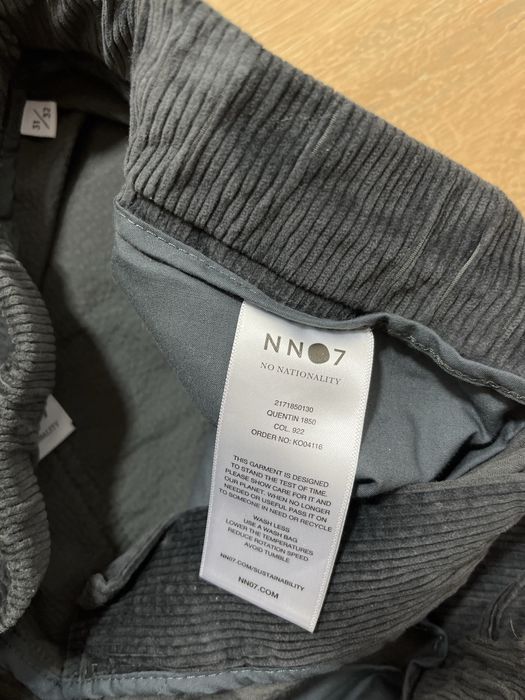 31/
32
NN07
NO NATIONALITY
2171850130
QUENTIN 1850
COL. 922
ORDER NO: KO04116
THIS GARMENT IS DESIGNED
TO STAND THE TEST OF TIME.
PLEASE SHOW CARE FOR IT AND
OUR PLANET. WHEN NO LONGER
NEEDED OR USEFUL PASS IT ON
TO SOMEONE IN NEED OR RECYCLE
WASH LESS
USE A WASH BAG
LOWER THE TEMPERATURES
REDUCE ROTATION SPEED
AVOID TUMBLE
NN07.COM/SUSTAINABILITY
NN07.COM